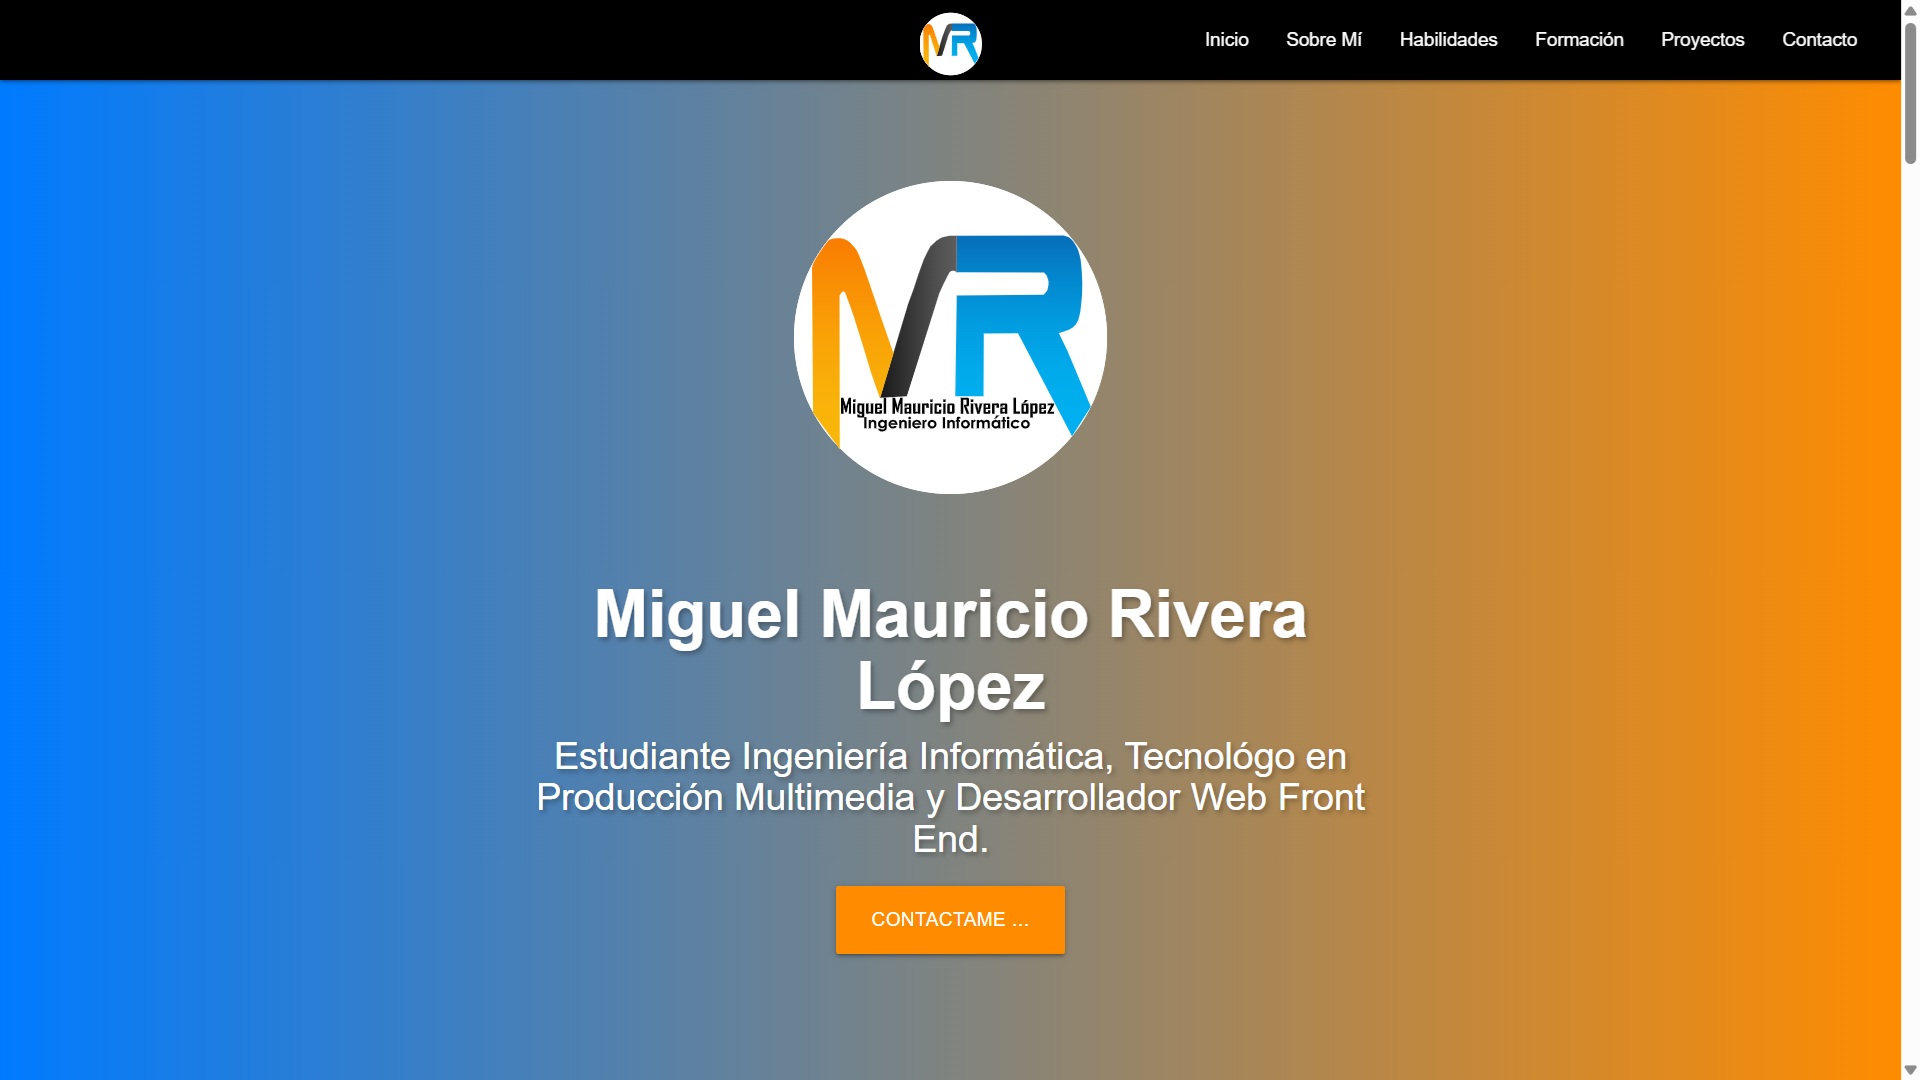 MR
Inicio
Sobre Mí
Habilidades
Formación
Proyectos
Contacto
MR
Miguel Mauricio Rivera López
Ingeniero Informático
Miguel Mauricio Rivera
López
Estudiante Ingeniería Informática, Tecnológo en
Producción Multimedia y Desarrollador Web Front
End.
CONTACTAME ...